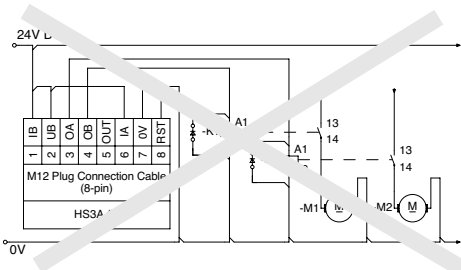 24V D
IB UB OA OB OUT IA 0V RST
1 2 3 4 5 6 7 8
M12 Plug Connection Cable
(8-pin)
HS3A
A1
13
14
A1
13
14
-M1 M
-M2 M
0V